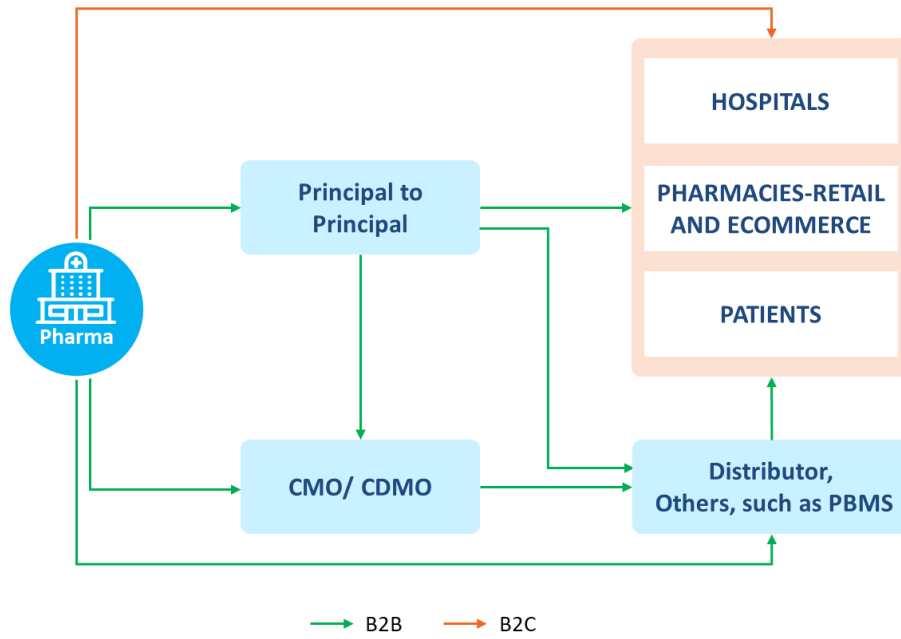 HOSPITALS
Principal to
Principal
PHARMACIES-RETAIL
AND ECOMMERCE
Pharma
PATIENTS
CMO/ CDMO
Distributor,
Others, such as PBMS
B2B
B2C